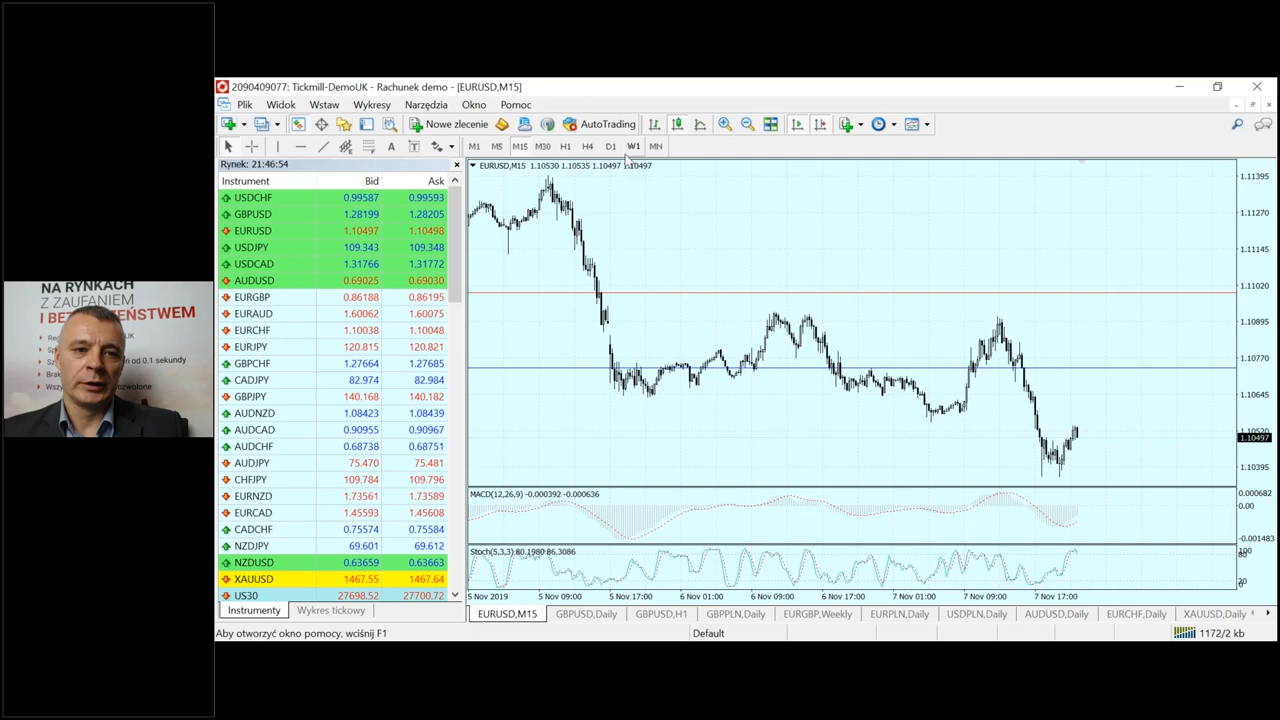 2090409077: Tickmill-DemoUK - Rachunek demo - [EURUSD,M15]
Plik Widok Wstaw Wykresy Narzędzia Okno Pomoc
Nowe zlecenie AutoTrading
A T M1 M5 M15 M30 H1 H4 D1 W1 MN
Rynek: 21:46:54
Instrument Bid Ask
USDCHF 0.99587 0.99593
GBPUSD 1.28199 1.28205
EURUSD 1.10497 1.10498
USDJPY 109.343 109.348
USDCAD 1.31766 1.31772
AUDUSD 0.69025 0.69030
EURGBP 0.86188 0.86195
EURAUD 1.60062 1.60075
EURCHF 1.10038 1.10048
EURJPY 120.815 120.821
GBPCHF 1.27664 1.27685
CADJPY 82.974 82.984
GBPJPY 140.168 140.182
AUDNZD 1.08423 1.08439
AUDCAD 0.90955 0.90967
AUDCHF 0.68738 0.68751
AUDJPY 75.470 75.481
CHFJPY 109.784 109.796
EURNZD 1.73561 1.73589
EURCAD 1.45593 1.45608
CADCHF 0.75574 0.75584
NZDJPY 69.601 69.612
NZDUSD 0.63659 0.63663
XAUUSD 1467.55 1467.64
US30 27698.52 27700.72
Instrumenty Wykres tickowy
EURUSD,M15 1.10530 1.10535 1.10497 1.10497
1.11395
1.11270
1.11145
1.11020
1.10895
1.10770
1.10645
1.10520
1.10497
1.10395
MACD(12,26,9) -0.000392 -0.000636
0.000682
0.00
-0.001483
Stoch(5,3,3) 80.1980 86.3086
100
80
20
0
5 Nov 2019 5 Nov 09:00 5 Nov 17:00 6 Nov 01:00 6 Nov 09:00 6 Nov 17:00 7 Nov 01:00 7 Nov 09:00 7 Nov 17:00
EURUSD,M15 GBPUSD,Daily GBPUSD,H1 GBPPLN,Daily EURGBP,Weekly EURPLN,Daily USDPLN,Daily AUDUSD,Daily EURCHF,Daily XAUUSD,Daily
Aby otworzyć okno pomocy, wciśnij F1 Default 1172/2 kb
NA RYNKACH
Z ZAUFANIEM
I
UK
od 0.1 sekundy